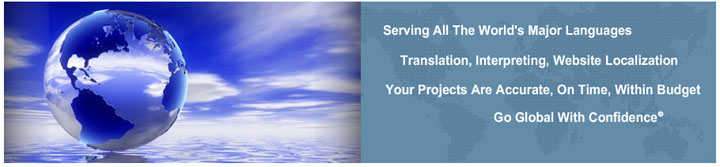 Serving All The World's Major Languages
Translation, Interpreting, Website Localization
Your Projects Are Accurate, On Time, Within Budget
Go Global With Confidence®